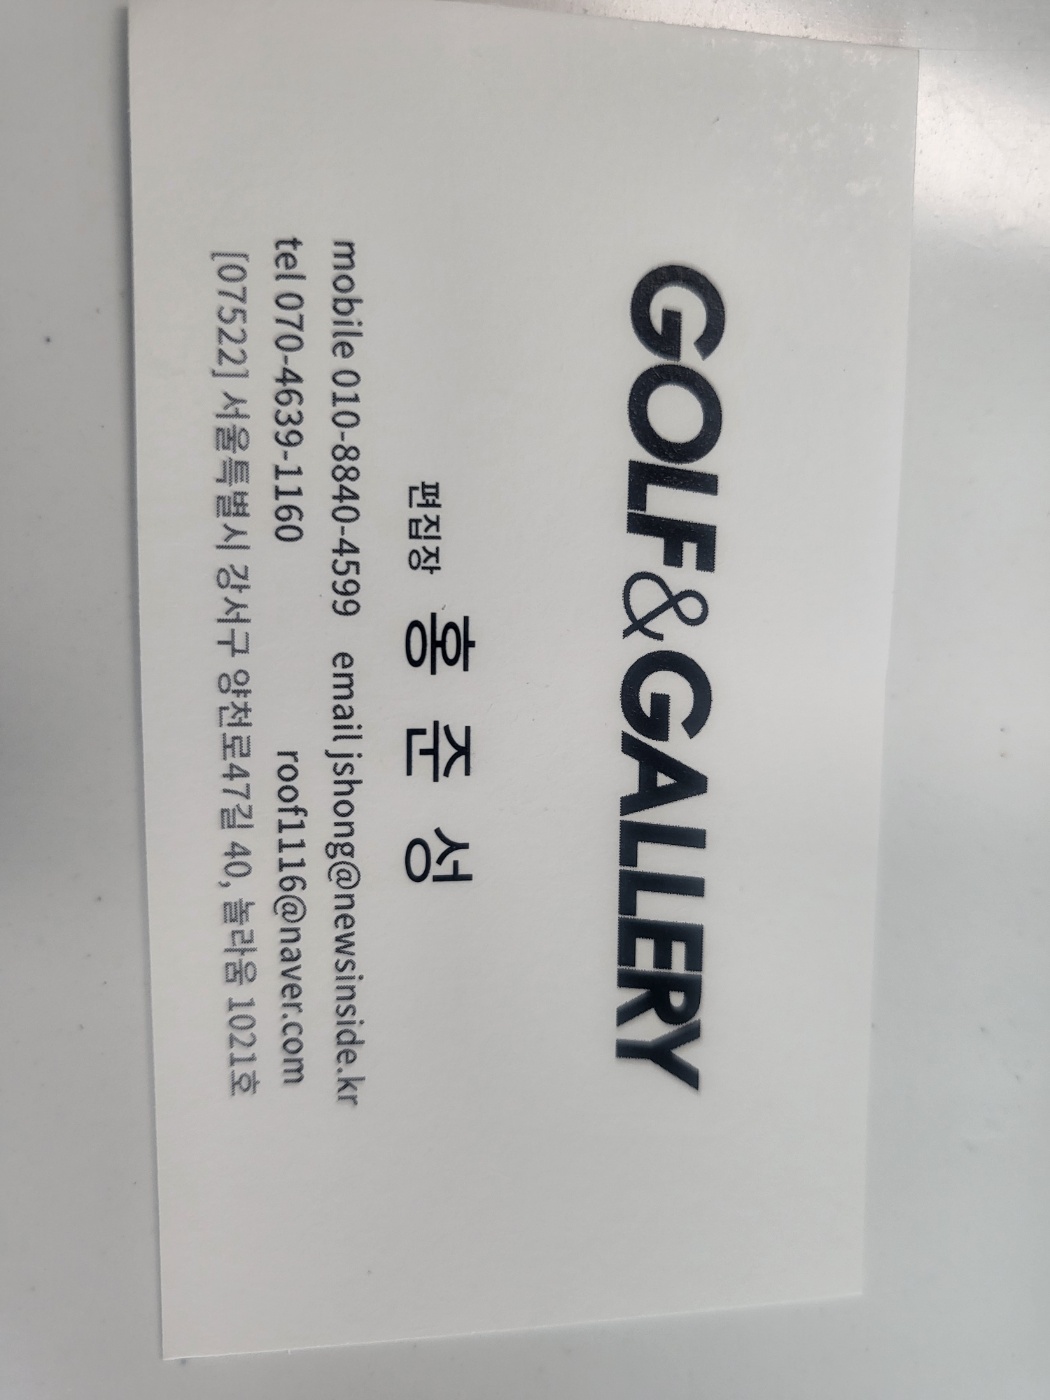 GOLF&GALLERY
편집장 홍준성
mobile 010-8840-4599 email jshong@newsinside.kr
tel 070-4639-1160 roof1116@naver.com
[07522] 서울특별시 강서구 양천로47길 40, 놀라움 1021호